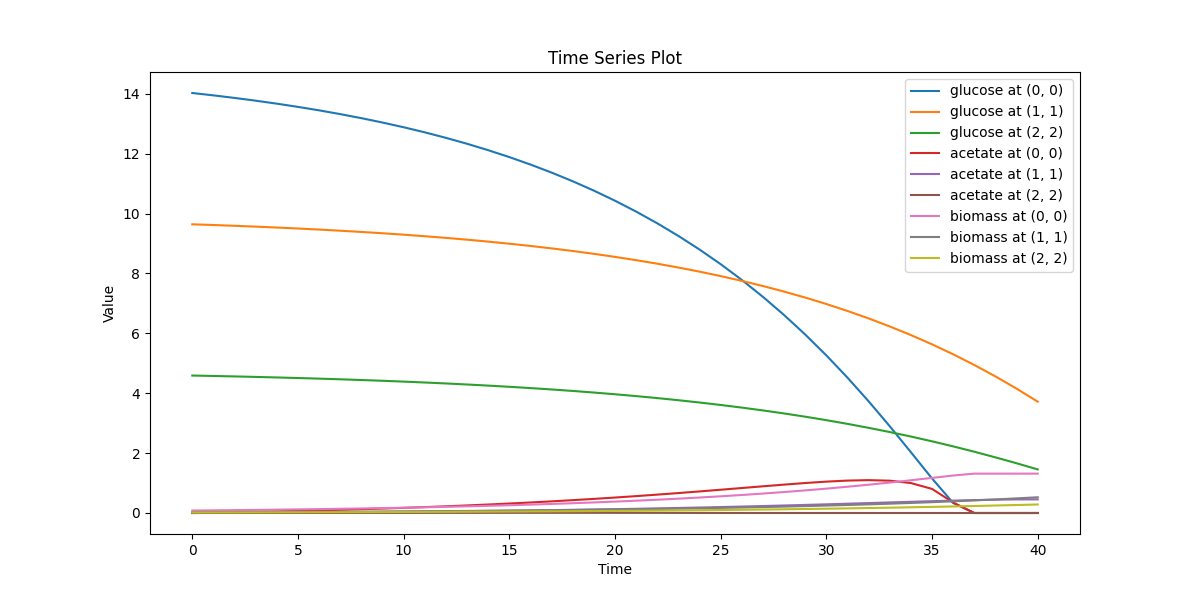 Time Series Plot
glucose at (0, 0)
glucose at (1, 1)
glucose at (2, 2)
acetate at (0, 0)
acetate at (1, 1)
acetate at (2, 2)
biomass at (0, 0)
biomass at (1, 1)
biomass at (2, 2)
Value
14
12
10
8
6
4
2
0
0 5 10 15 20 25 30 35 40
Time